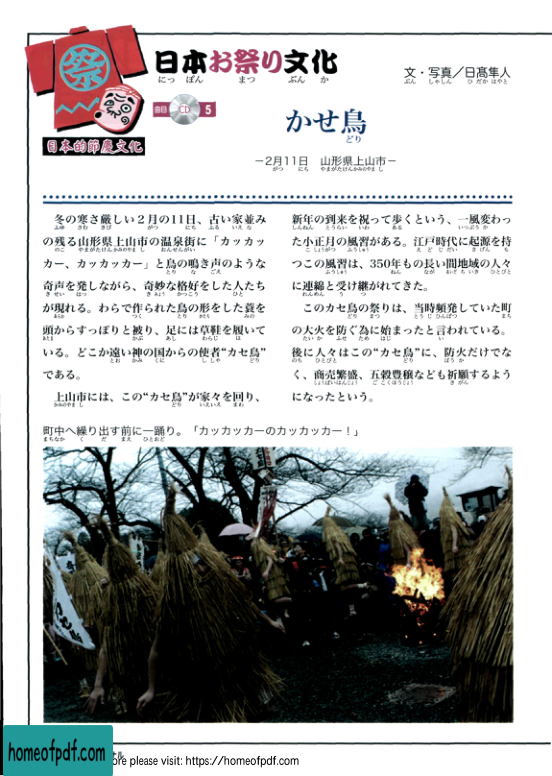 祭
日本的節慶文化
日本お祭り文化
にっ ぽん まつ ぶん か
曲目 CD 5
文・写真／日髙隼人
ぶん しゃしん ひ だか はやと
かせ鳥
どり
－2月11日 山形県上山市－
がつ にち やまがたけんかみのやま し
冬の寒さ厳しい２月の11日、古い家並み
の残る山形県上山市の温泉街に「カッカッ
カー、カッカッカー」と鳥の鳴き声のような
奇声を発しながら、奇妙な格好をした人たち
が現れる。わらで作られた鳥の形をした蓑を
頭からすっぽりと被り、足には草鞋を履いて
いる。どこか遠い神の国からの使者“カセ鳥”
である。
上山市には、この“カセ鳥”が家々を回り、
新年の到来を祝って歩くという、一風変わっ
た小正月の風習がある。江戸時代に起源を持
つこの風習は、350年もの長い間地域の人々
に連綿と受け継がれてきた。
このカセ鳥の祭りは、当時頻発していた町
の大火を防ぐ為に始まったと言われている。
後に人々はこの“カセ鳥”に、防火だけでな
く、商売繁盛、五穀豊穣なども祈願するよう
になったという。
町中へ繰り出す前に一踊り。「カッカッカーのカッカッカー！」
まちなか く だ まえ ひとおど
homeofpdf.com
ore please visit: https://homeofpdf.com